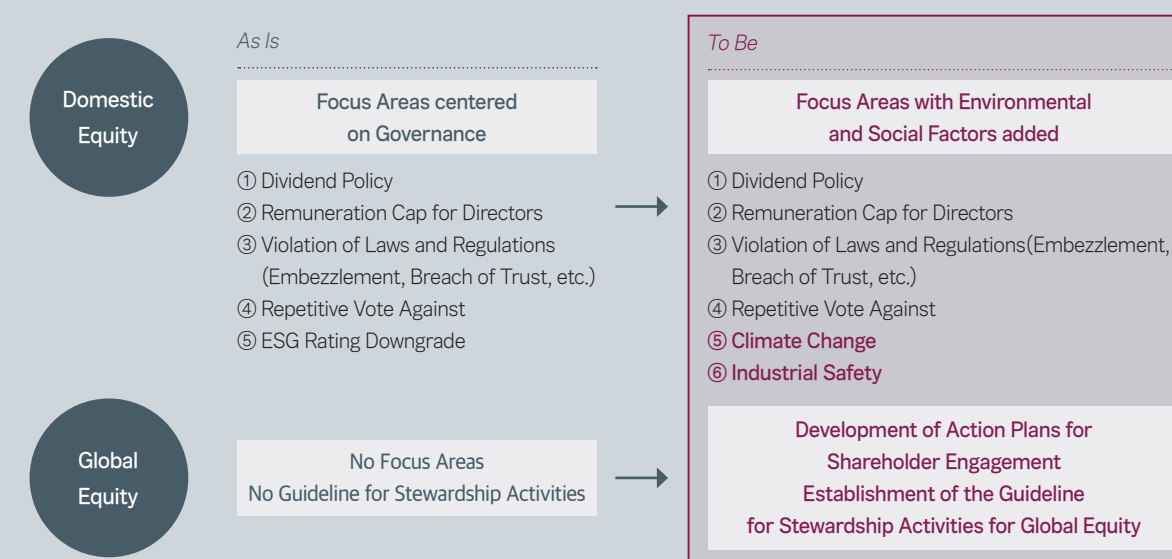 Domestic
Equity
As Is
Focus Areas centered
on Governance
① Dividend Policy
② Remuneration Cap for Directors
③ Violation of Laws and Regulations
(Embezzlement, Breach of Trust, etc.)
④ Repetitive Vote Against
⑤ ESG Rating Downgrade
To Be
Focus Areas with Environmental
and Social Factors added
① Dividend Policy
② Remuneration Cap for Directors
③ Violation of Laws and Regulations(Embezzlement,
Breach of Trust, etc.)
④ Repetitive Vote Against
⑤ Climate Change
⑥ Industrial Safety
Global
Equity
No Focus Areas
No Guideline for Stewardship Activities
Development of Action Plans for
Shareholder Engagement
Establishment of the Guideline
for Stewardship Activities for Global Equity